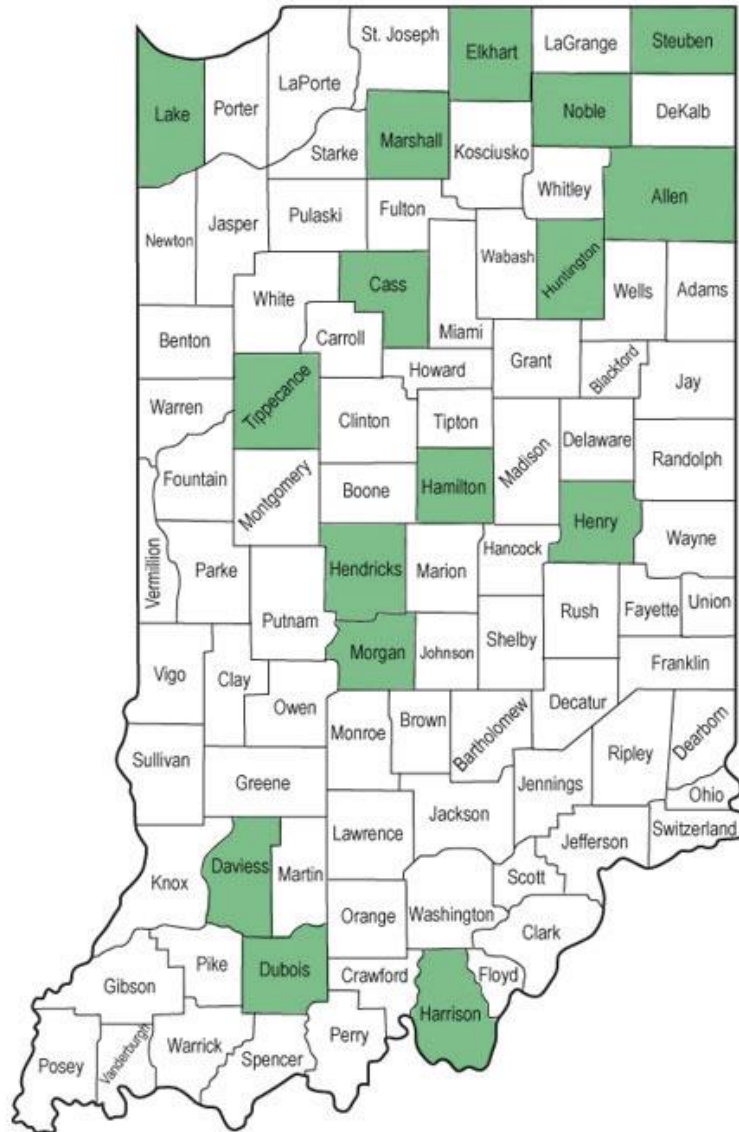 St. Joseph
Elkhart
LaGrange
Steuben
LaPorte
Lake
Porter
Noble
DeKalb
Marshall
Starke
Kosciusko
Whitley
Allen
Newton
Jasper
Pulaski
Fulton
Wabash
Huntington
Cass
White
Miami
Wells
Adams
Benton
Carroll
Howard
Grant
Blackford
Jay
Tippecanoe
Warren
Clinton
Tipton
Madison
Delaware
Randolph
Fountain
Montgomery
Boone
Hamilton
Henry
Wayne
Vermillion
Parke
Hendricks
Marion
Hancock
Putnam
Rush
Fayette
Union
Morgan
Johnson
Shelby
Franklin
Vigo
Clay
Owen
Monroe
Brown
Bartholomew
Decatur
Dearborn
Sullivan
Greene
Ripley
Jennings
Ohio
Jackson
Lawrence
Jefferson
Switzerland
Daviess
Martin
Knox
Scott
Orange
Washington
Clark
Pike
Dubois
Crawford
Floyd
Gibson
Harrison
Perry
Posey
Vanderburgh
Warrick
Spencer